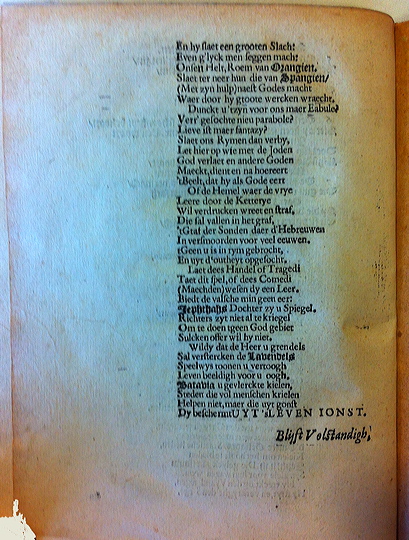 En hy slaet een grooten Slach:
Even g'lyck men seggen mach:
Onsen Helt, Roem van Orangien,
Slaet ter neer hun die van Spangien/
(Met zyn hulp) naest Godes macht
Waer door hy groote wercken wracht,
Dunckt u 'tzyn voor ons maer Fabule?
Verr' gesochte nieu parabole?
Lieve ist maer fantazy?
Slaet ons Rymen dan verby,
Let hier op wie met de Joden
God verlaet en andere Goden
Maeckt, dient en na hoereert
'tBeelt, dat hy als Gode eert
Of de Hemel waer de vrye
Leere door de Ketterye
Wil verdrucken wreet en straf,
Die sal vallen in het graf,
'tGraf der Sonden daer d'Hebreuwen
In versmoorden voor veel eeuwen.
tGeen u is in rym gebrocht,
En uyt d'outheyt opgesocht.
Laet dees Handel of Tragedi
Taet dit spel, of dees Comedi
(Maechden) wesen dy een Leer.
Biedt de valsche min geen eer:
Jephthahs Dochter zy u Spiegel.
Richters zyt niet al te kriegel
Om te doen tgeen God gebiet
Sulcken offer wil hy niet.
Wildy dat de Heer u grendels
Sal verstercken de Lavendels
Speelwys toonen u vertoogh
Leven beeldigh voor u oogh.
Batavia u gevlerckte kielen,
Steden die vol menschen krielen
Helpen niet, maer die uyt gonst
Dy beschermt UYT 'sLEVEN IONST.
Blijft Volstandigh,